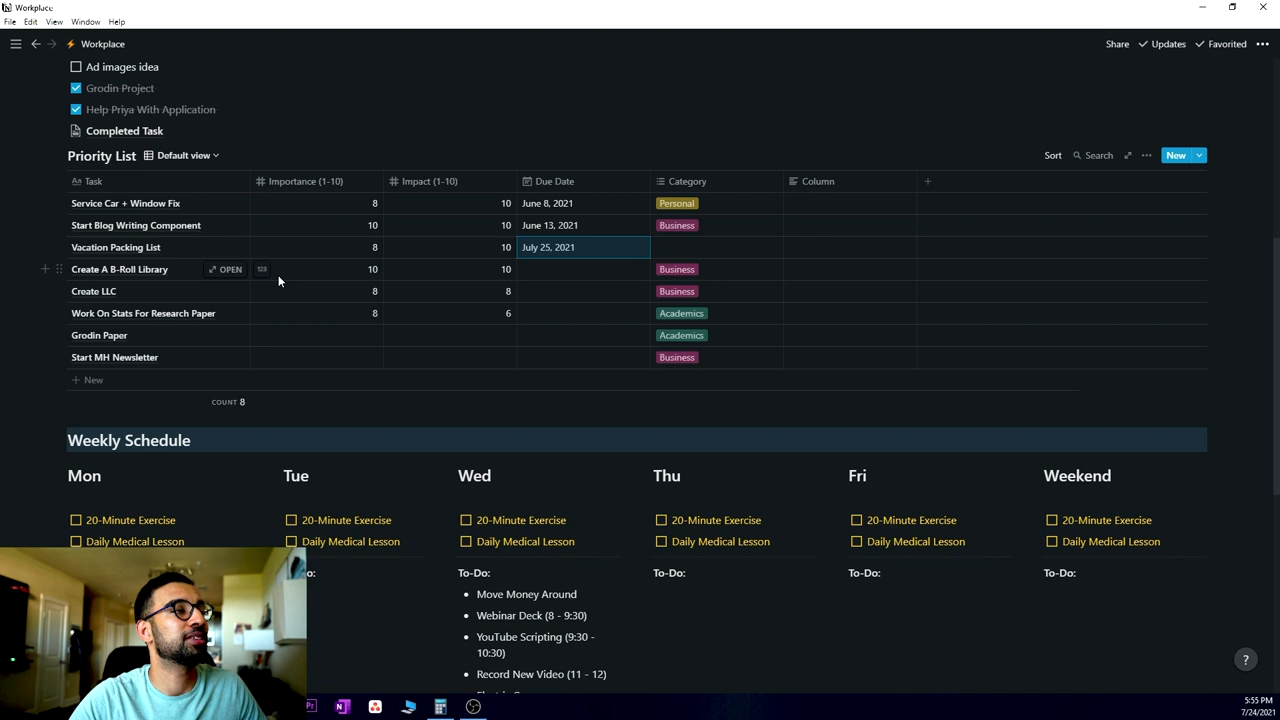 Workplace
File Edit View Window Help
⚡ Workplace Share Updates Favorited
Ad images idea
Grodin Project
Help Priya With Application
Completed Task
Priority List Default view Sort Search New
Aa Task # Importance (1-10) # Impact (1-10) Due Date Category Column
Service Car + Window Fix 8 10 June 8, 2021 Personal
Start Blog Writing Component 10 10 June 13, 2021 Business
Vacation Packing List 8 10 July 25, 2021
Create A B-Roll Library OPEN 123 10 10 Business
Create LLC 8 8 Business
Work On Stats For Research Paper 8 6 Academics
Grodin Paper Academics
Start MH Newsletter Business
+ New
COUNT 8
Weekly Schedule
Mon Tue Wed Thu Fri Weekend
20-Minute Exercise 20-Minute Exercise 20-Minute Exercise 20-Minute Exercise 20-Minute Exercise 20-Minute Exercise
Daily Medical Lesson Daily Medical Lesson Daily Medical Lesson Daily Medical Lesson Daily Medical Lesson Daily Medical Lesson
o: To-Do: To-Do: To-Do: To-Do:
• Move Money Around
• Webinar Deck (8 - 9:30)
• YouTube Scripting (9:30 -
10:30)
• Record New Video (11 - 12)
?
Pr N
5:55 PM
7/24/2021